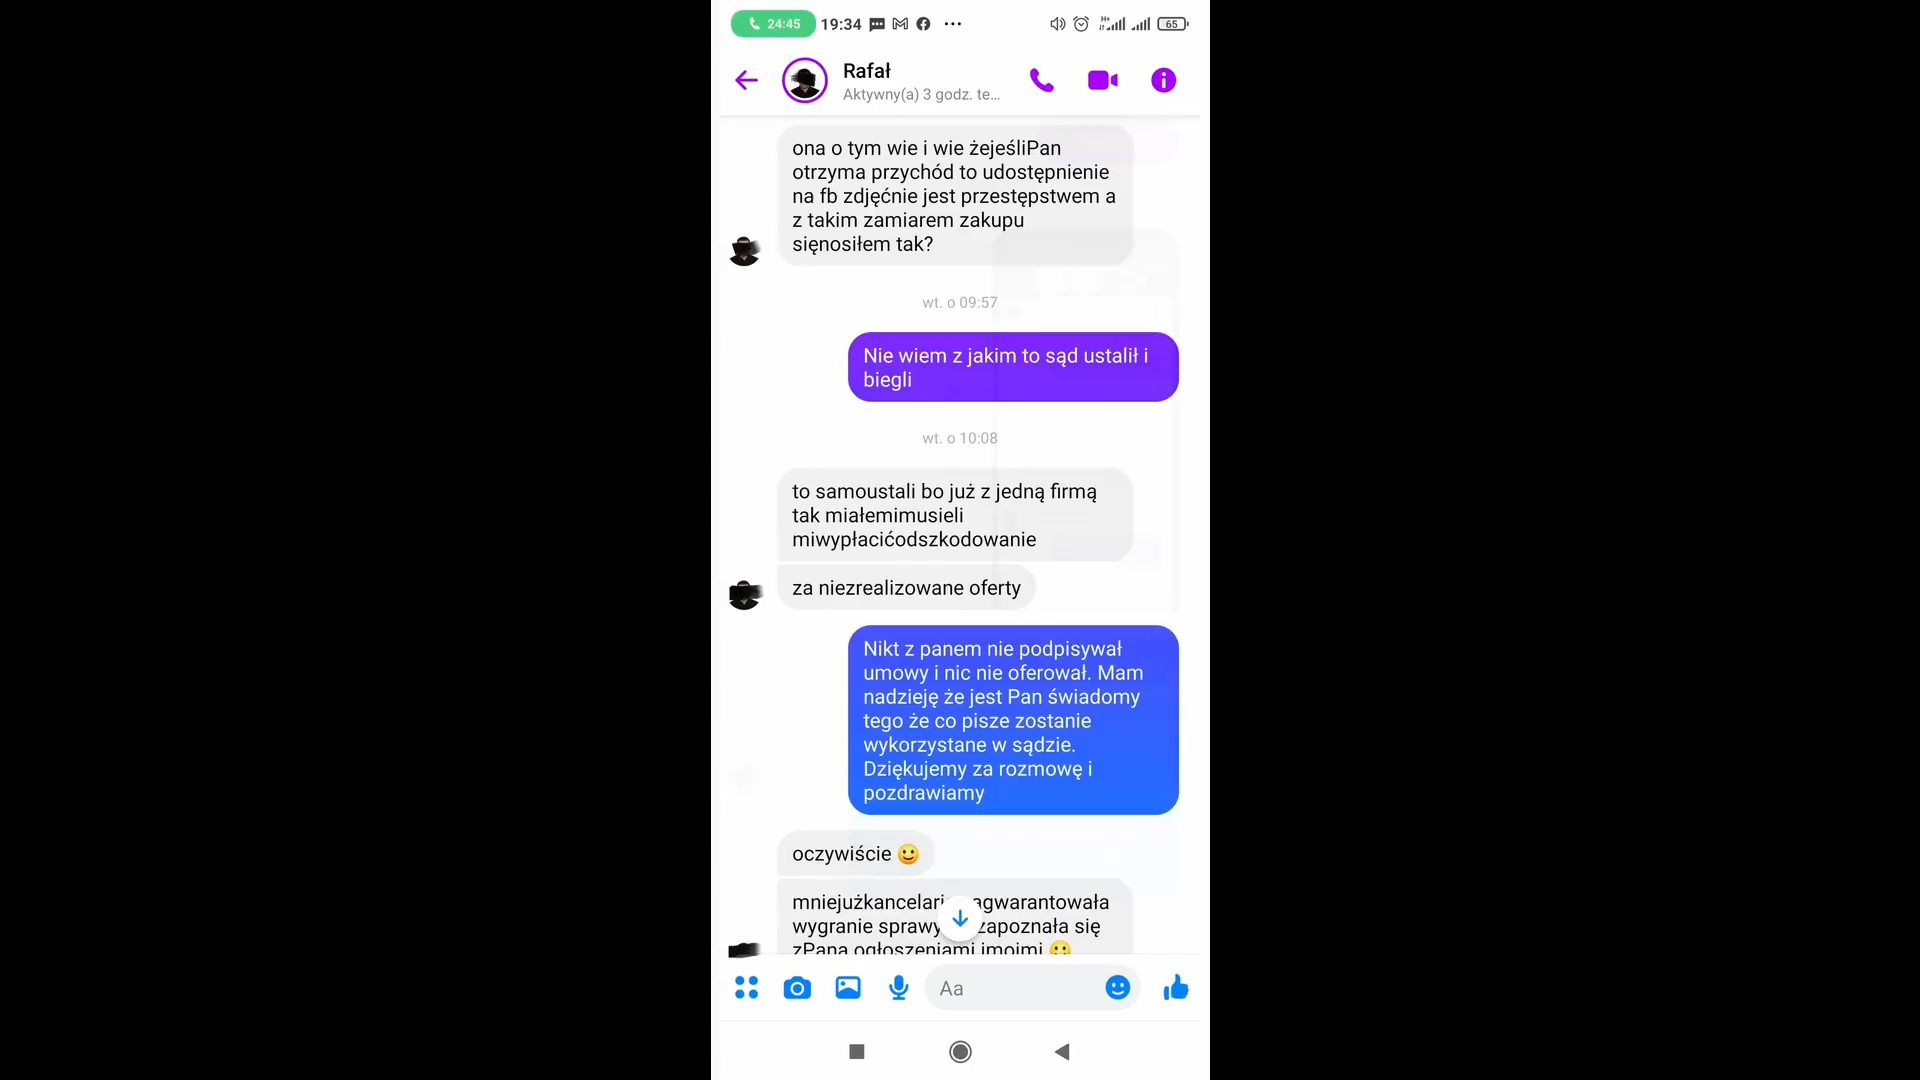 24:45 19:34 65
Rafał
Aktywny(a) 3 godz. te...
ona o tym wie i wie żejeśliPan
otrzyma przychód to udostępnienie
na fb zdjęćnie jest przestępstwem a
z takim zamiarem zakupu
sięnosiłem tak?
wt. o 09:57
Nie wiem z jakim to sąd ustalił i
biegli
wt. o 10:08
to samoustali bo już z jedną firmą
tak miałemimusieli
miwypłacićodszkodowanie
za niezrealizowane oferty
Nikt z panem nie podpisywał
umowy i nic nie oferował. Mam
nadzieję że jest Pan świadomy
tego że co pisze zostanie
wykorzystane w sądzie.
Dziękujemy za rozmowę i
pozdrawiamy
oczywiście 🙂
wygranie sprawy zapoznała się
zPana ogłoszeniami imoimi 🙂
Aa